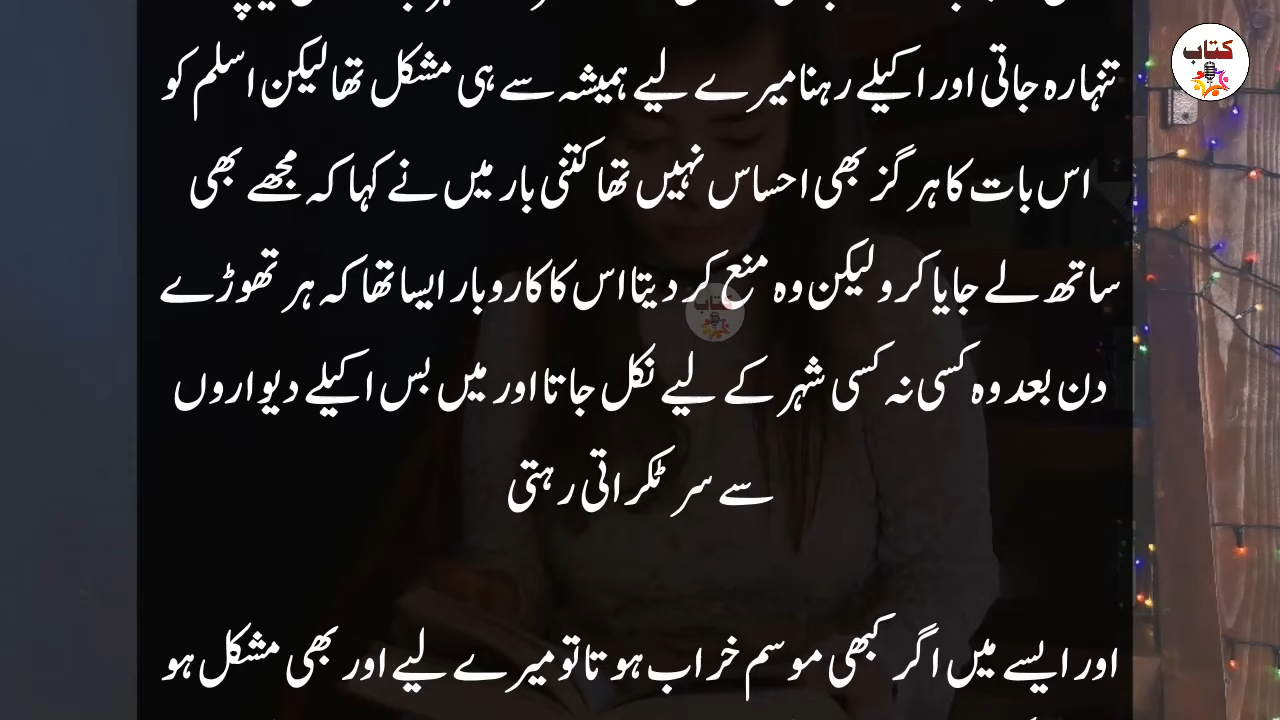 تنہا رہ جاتی اور اکیلے رہنا میرے لیے ہمیشہ سے ہی مشکل تھا لیکن اسلم کو
اس بات کا ہر گز بھی احساس نہیں تھا کتنی بار میں نے کہا کہ مجھے بھی
ساتھ لے جایا کرو لیکن وہ منع کر دیتا اس کا کاروبار ایسا تھا کہ ہر تھوڑے
دن بعد وہ کسی نہ کسی شہر کے لیے نکل جاتا اور میں بس اکیلے دیواروں
سے سر ٹکراتی رہتی
اور ایسے میں اگر کبھی موسم خراب ہوتا تو میرے لیے اور بھی مشکل ہو
کتاب
کتاب